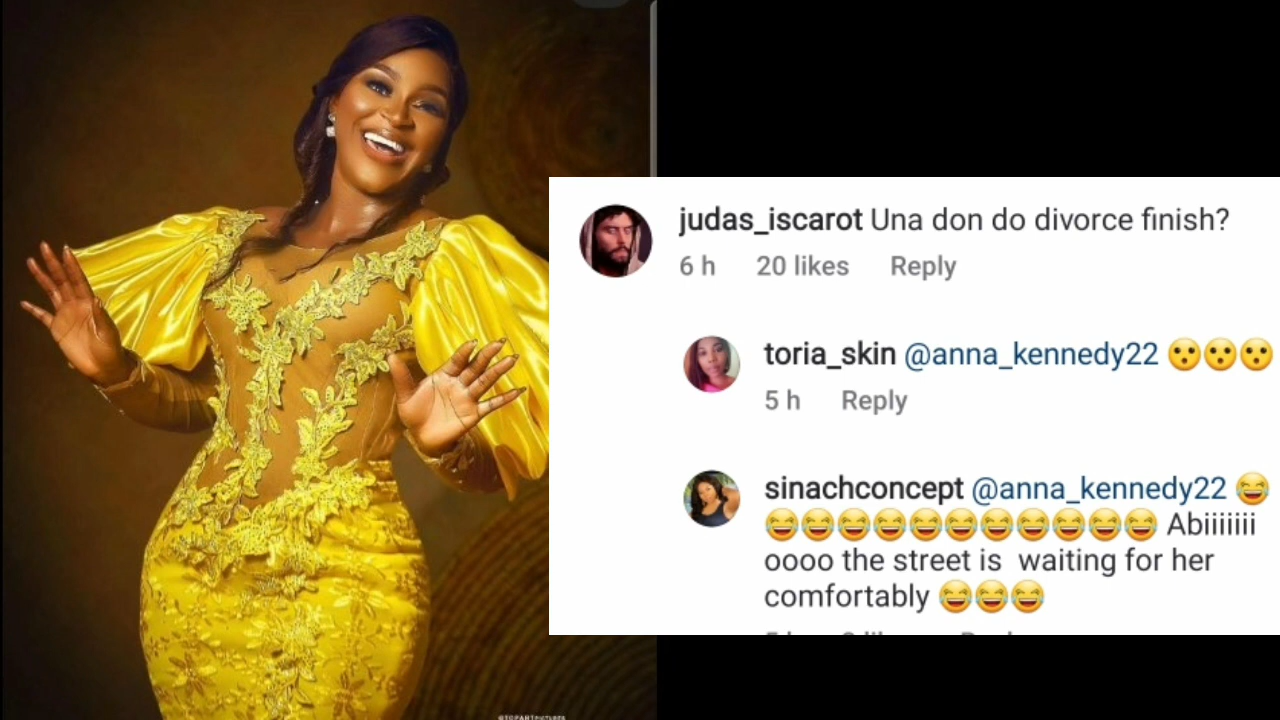 judas_iscarot Una don do divorce finish?
6 h 20 likes Reply
toria_skin @anna_kennedy22 😮😮😮
5 h Reply
sinachconcept @anna_kennedy22 😂
😂😂😂😂😂😂😂😂😂😂😂 Abiiiiiii
oooo the street is waiting for her
comfortably 😂😂😂
@TOPARTPICTURES